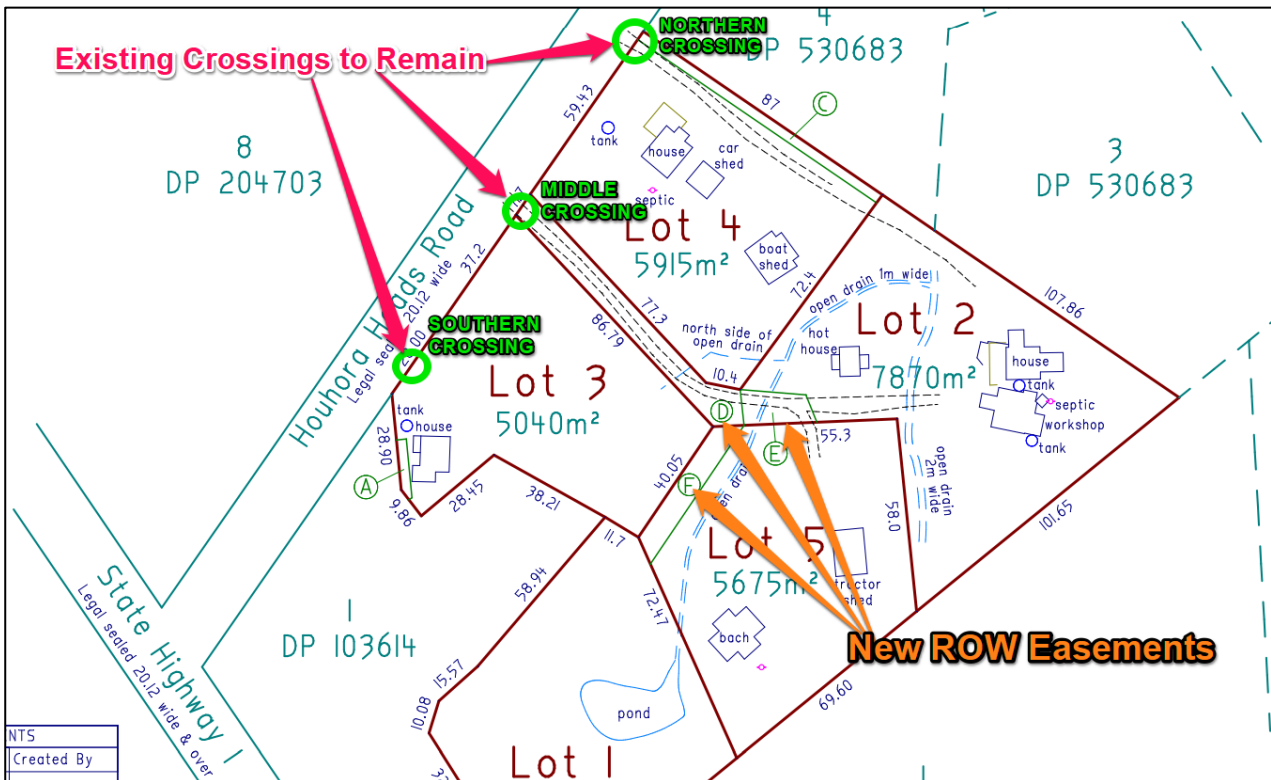 NORTHERN
CROSSING
4
DP 530683
Existing Crossings to Remain
59.43
87
C
8
DP 204703
tank
house
car
shed
3
DP 530683
MIDDLE
CROSSING
septic
Lot 4
5915m²
boat
shed
72.4
open drain 1m wide
107.86
Houhora Heads Road
Legal sealed 20.12 wide
37.2
77.3
86.79
north side of
open drain
hot
house
Lot 2
7870m²
house
tank
septic
workshop
tank
SOUTHERN
CROSSING
Lot 3
5040m²
10.4
D
E
55.3
tank
house
28.90
A
9.86
28.45
38.21
40.05
F
open drain
open drain
2m wide
58.0
101.65
11.7
Lot 5
5675m²
tractor
shed
58.94
72.47
bach
New ROW Easements
State Highway 1
Legal sealed 20.12 wide & over
1
DP 103614
15.57
10.08
69.60
pond
Lot 1
NTS
Created By